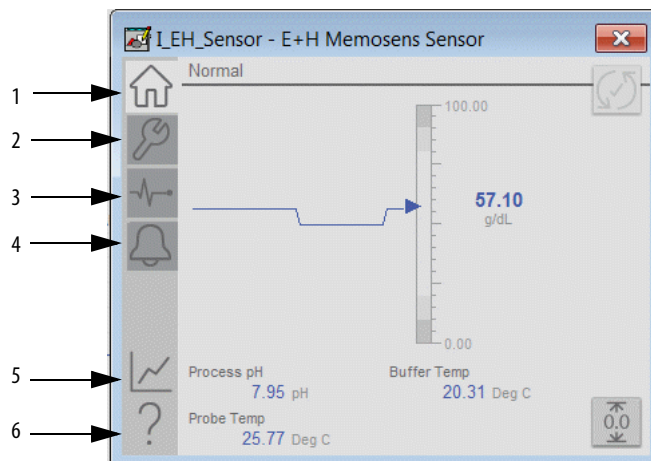 I_EH_Sensor - E+H Memosens Sensor
Normal
1
2
3
4
5
6
100.00
57.10
g/dL
0.00
Process pH
7.95 pH
Buffer Temp
20.31 Deg C
Probe Temp
25.77 Deg C
?
0.0